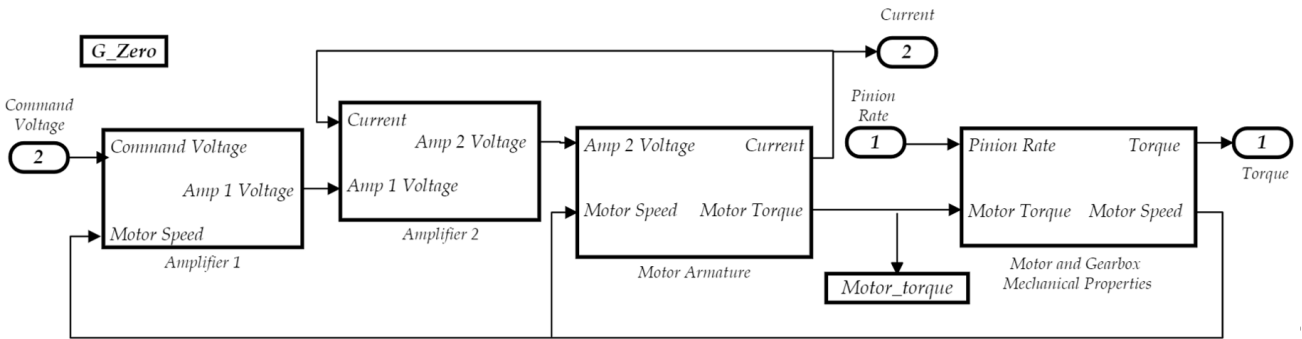 Current
2
G_Zero
Command
Voltage
2
Command Voltage
Amp 1 Voltage
Motor Speed
Amplifier 1
Current
Amp 2 Voltage
Amp 1 Voltage
Amplifier 2
Amp 2 Voltage
Current
Motor Speed
Motor Torque
Motor Armature
Motor_torque
Pinion
Rate
1
Pinion Rate
Torque
Motor Torque
Motor Speed
Motor and Gearbox
Mechanical Properties
1
Torque